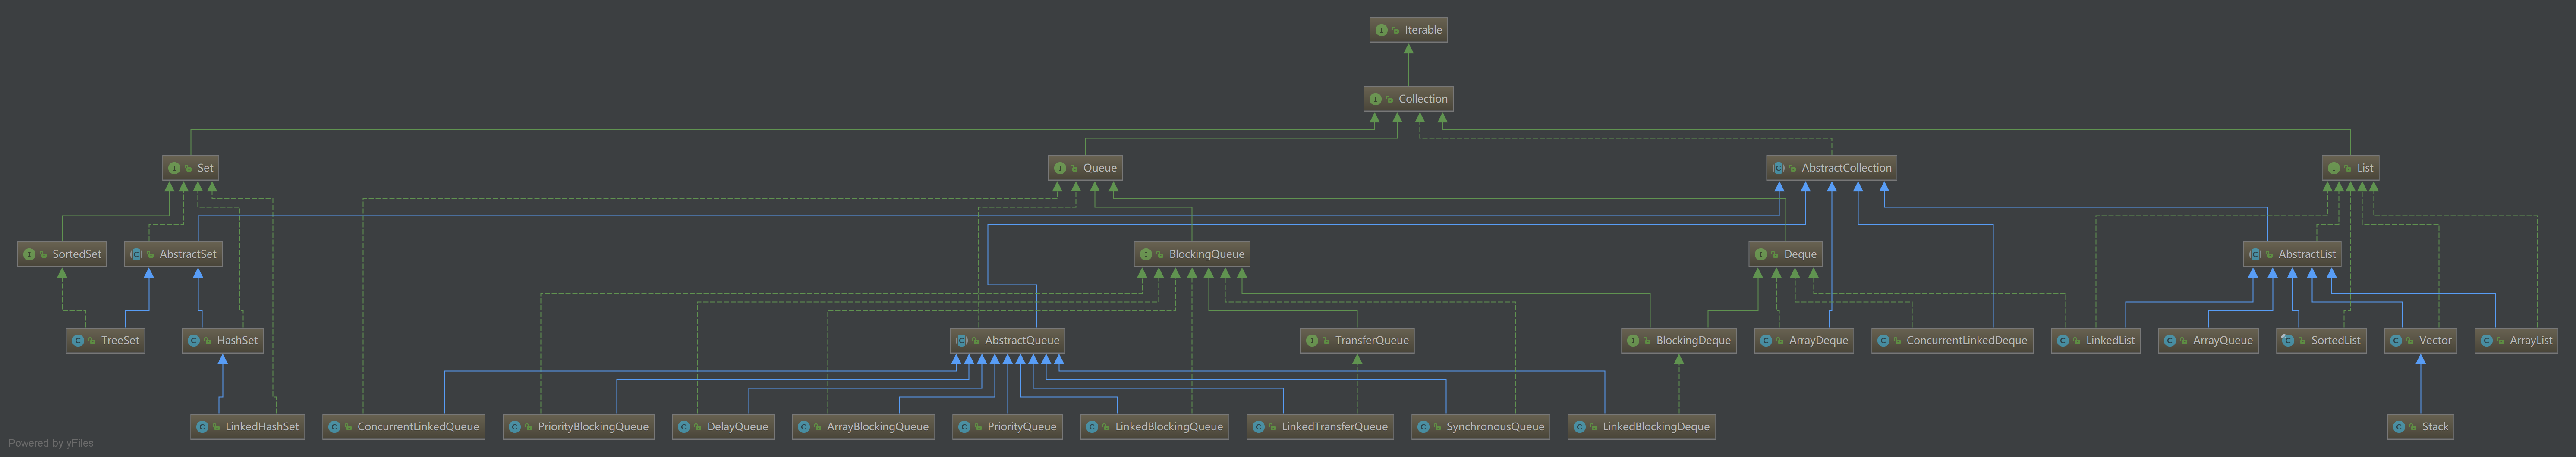 Iterable
Collection
Set
Queue
AbstractCollection
List
SortedSet
AbstractSet
BlockingQueue
Deque
AbstractList
TreeSet
HashSet
AbstractQueue
TransferQueue
BlockingDeque
ArrayDeque
ConcurrentLinkedDeque
LinkedList
ArrayQueue
SortedList
Vector
ArrayList
LinkedHashSet
ConcurrentLinkedQueue
PriorityBlockingQueue
DelayQueue
ArrayBlockingQueue
PriorityQueue
LinkedBlockingQueue
LinkedTransferQueue
SynchronousQueue
LinkedBlockingDeque
Stack
Powered by yFiles